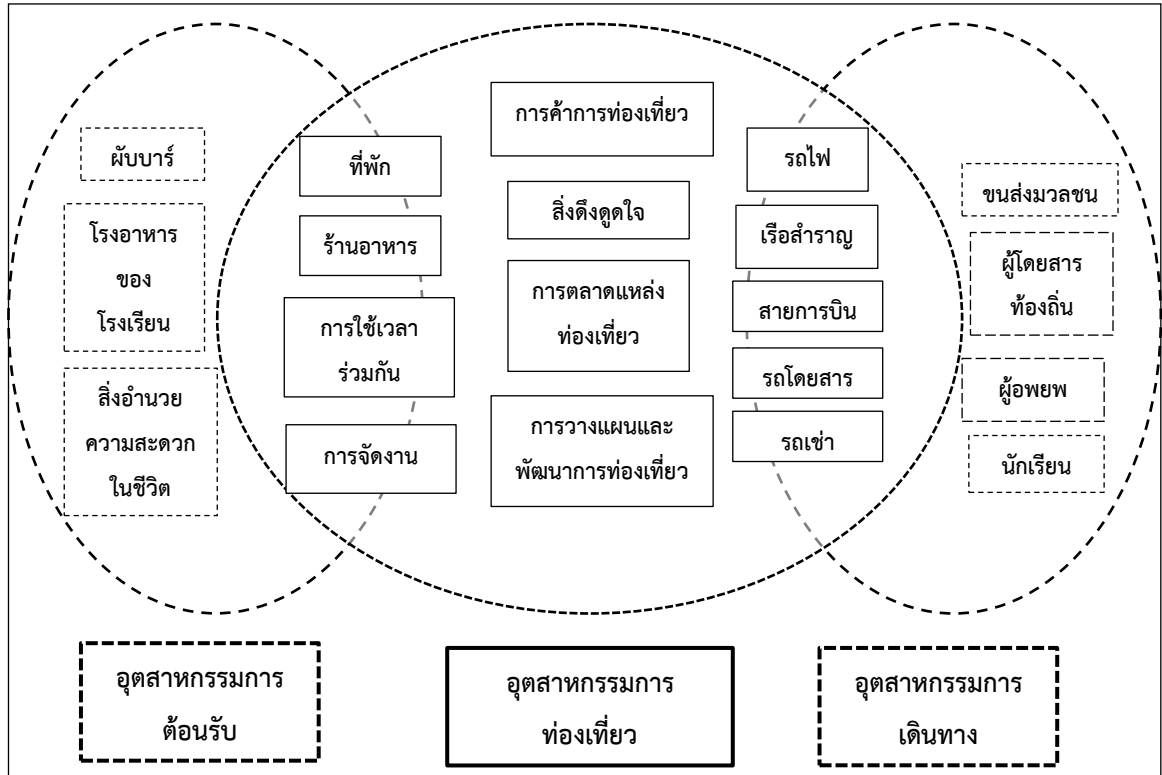 ผับบาร์
โรงอาหาร
ของ
โรงเรียน
สิ่งอำนวย
ความสะดวก
ในชีวิต
ที่พัก
ร้านอาหาร
การใช้เวลา
ร่วมกัน
การจัดงาน
การค้าการท่องเที่ยว
สิ่งดึงดูดใจ
การตลาดแหล่ง
ท่องเที่ยว
การวางแผนและ
พัฒนาการท่องเที่ยว
รถไฟ
เรือสำราญ
สายการบิน
รถโดยสาร
รถเช่า
ขนส่งมวลชน
ผู้โดยสาร
ท้องถิ่น
ผู้อพยพ
นักเรียน
อุตสาหกรรมการ
ต้อนรับ
อุตสาหกรรมการ
ท่องเที่ยว
อุตสาหกรรมการ
เดินทาง